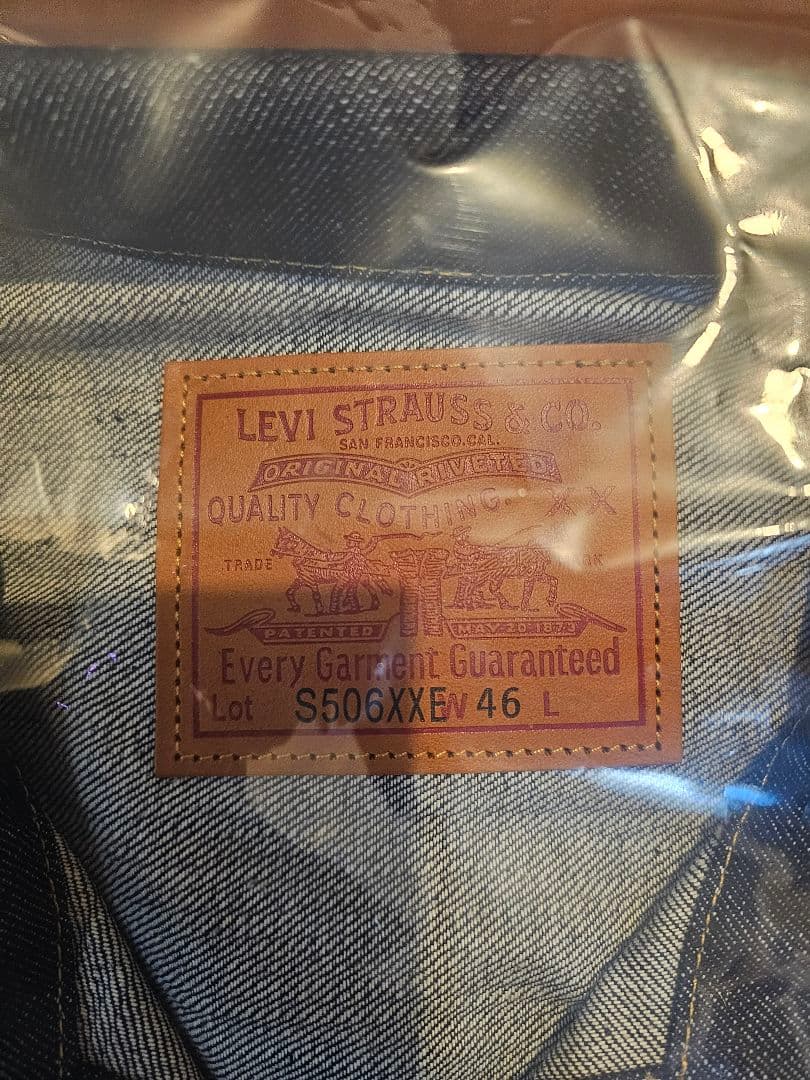 LEVI STRAUSS & CO.
SAN FRANCISCO, CAL.
ORIGINAL RIVETED
QUALITY CLOTHING. XX
TRADE
PATENTED MAY 20 1873
Every Garment Guaranteed
Lot S506XXE W 46 L